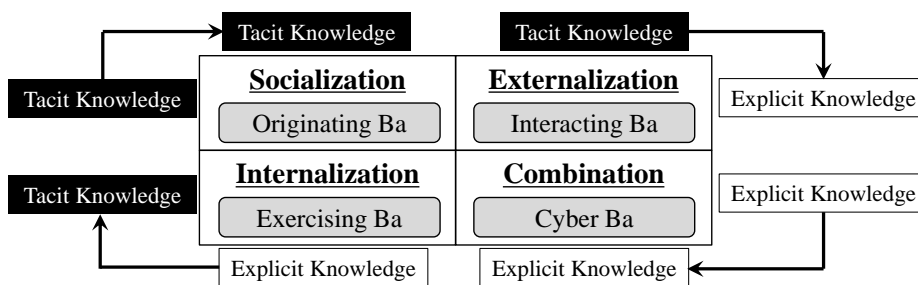 Tacit Knowledge
Tacit Knowledge
Tacit Knowledge
Socialization
Originating Ba
Externalization
Interacting Ba
Explicit Knowledge
Tacit Knowledge
Internalization
Exercising Ba
Combination
Cyber Ba
Explicit Knowledge
Explicit Knowledge
Explicit Knowledge